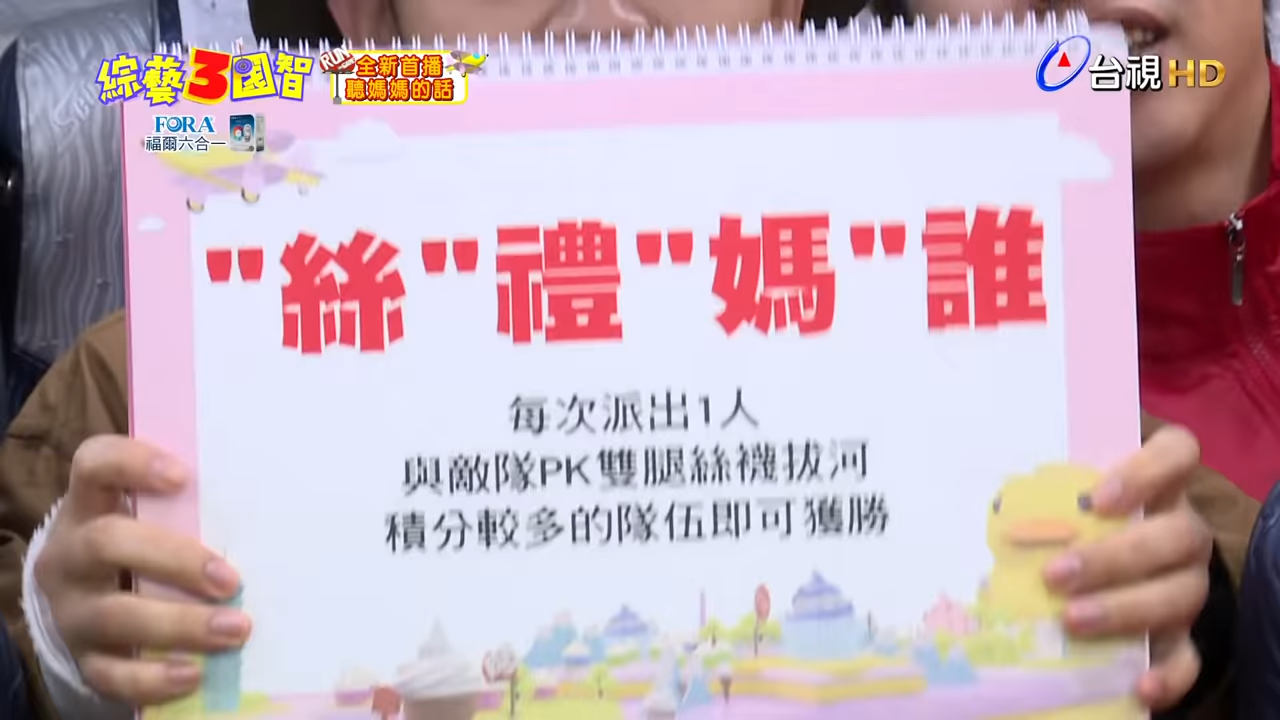 綜藝3國智
RUN
全新首播
聽媽媽的話
台視HD
FORA
福爾六合一
"絲"禮"媽"誰
每次派出1人
與敵隊PK雙腿絲襪拔河
積分較多的隊伍即可獲勝